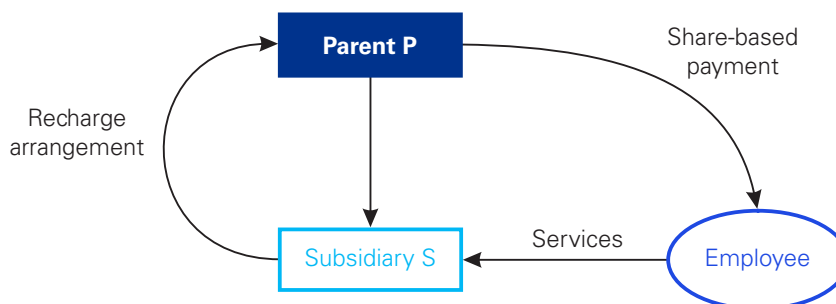 Parent P
Share-based
payment
Recharge
arrangement
Subsidiary S
Services
Employee